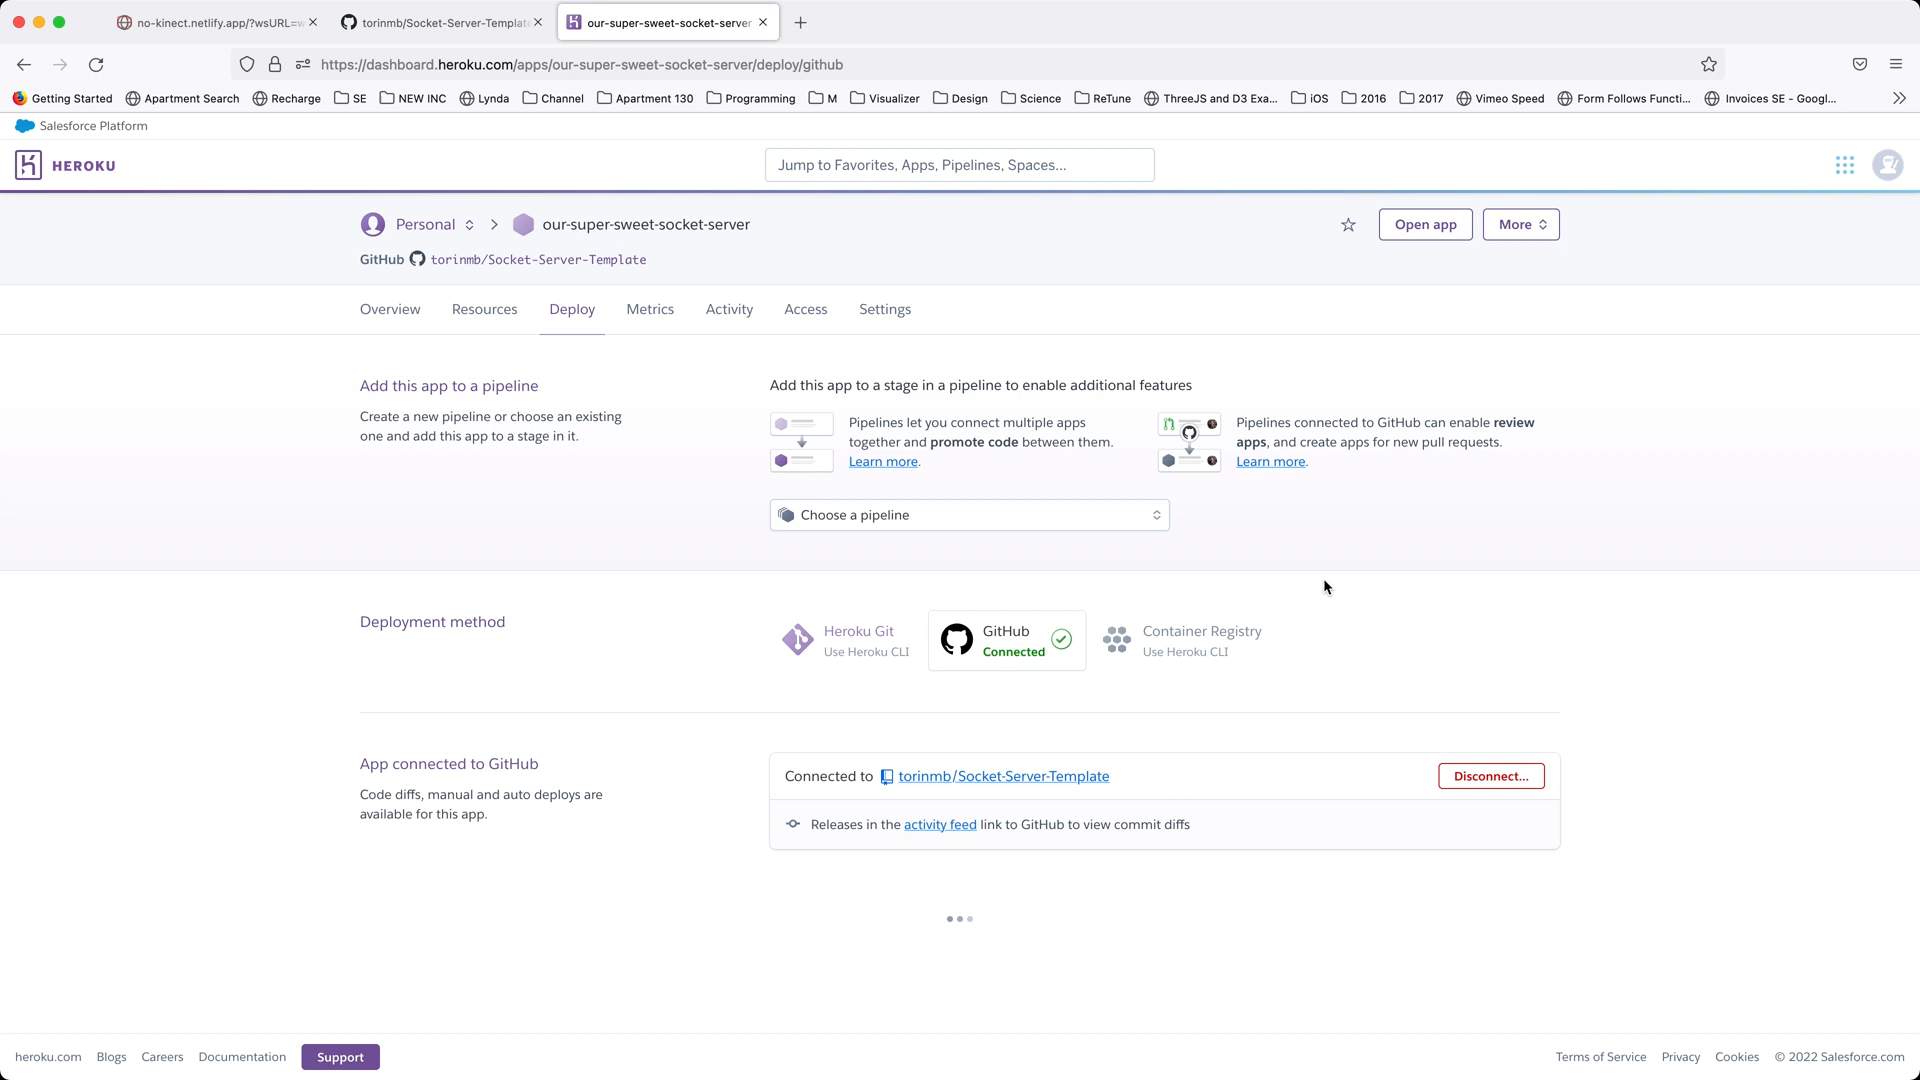 no-kinect.netlify.app/?wsURL=w
torinmb/Socket-Server-Template
our-super-sweet-socket-server
https://dashboard.heroku.com/apps/our-super-sweet-socket-server/deploy/github
Getting Started
Apartment Search
Recharge
SE
NEW INC
Lynda
Channel
Apartment 130
Programming
M
Visualizer
Design
Science
ReTune
ThreeJS and D3 Exa...
iOS
2016
2017
Vimeo Speed
Form Follows Functi...
Invoices SE - Googl...
Salesforce Platform
HEROKU
Jump to Favorites, Apps, Pipelines, Spaces...
Personal
our-super-sweet-socket-server
Open app
More
GitHub torinmb/Socket-Server-Template
Overview
Resources
Deploy
Metrics
Activity
Access
Settings
Add this app to a pipeline
Create a new pipeline or choose an existing
one and add this app to a stage in it.
Add this app to a stage in a pipeline to enable additional features
Pipelines let you connect multiple apps
together and promote code between them.
Learn more.
Pipelines connected to GitHub can enable review
apps, and create apps for new pull requests.
Learn more.
Choose a pipeline
Deployment method
Heroku Git
Use Heroku CLI
GitHub
Connected
Container Registry
Use Heroku CLI
App connected to GitHub
Code diffs, manual and auto deploys are
available for this app.
Connected to torinmb/Socket-Server-Template
Disconnect...
Releases in the activity feed link to GitHub to view commit diffs
heroku.com
Blogs
Careers
Documentation
Support
Terms of Service
Privacy
Cookies
© 2022 Salesforce.com